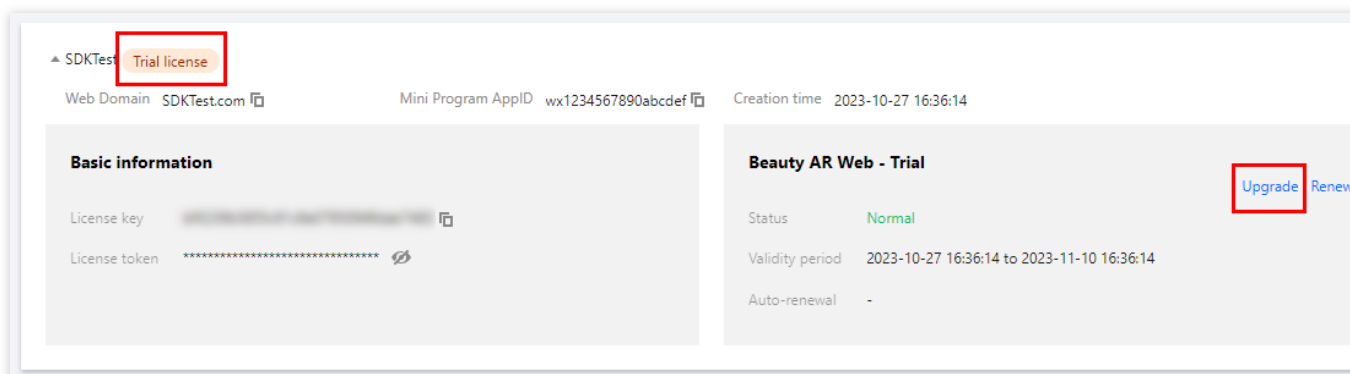 SDKTest Trial license
Web Domain SDKTest.com Mini Program AppID wx1234567890abcdef Creation time 2023-10-27 16:36:14
Basic information
License key
License token ********************************
Beauty AR Web - Trial
Upgrade Renew
Status Normal
Validity period 2023-10-27 16:36:14 to 2023-11-10 16:36:14
Auto-renewal -